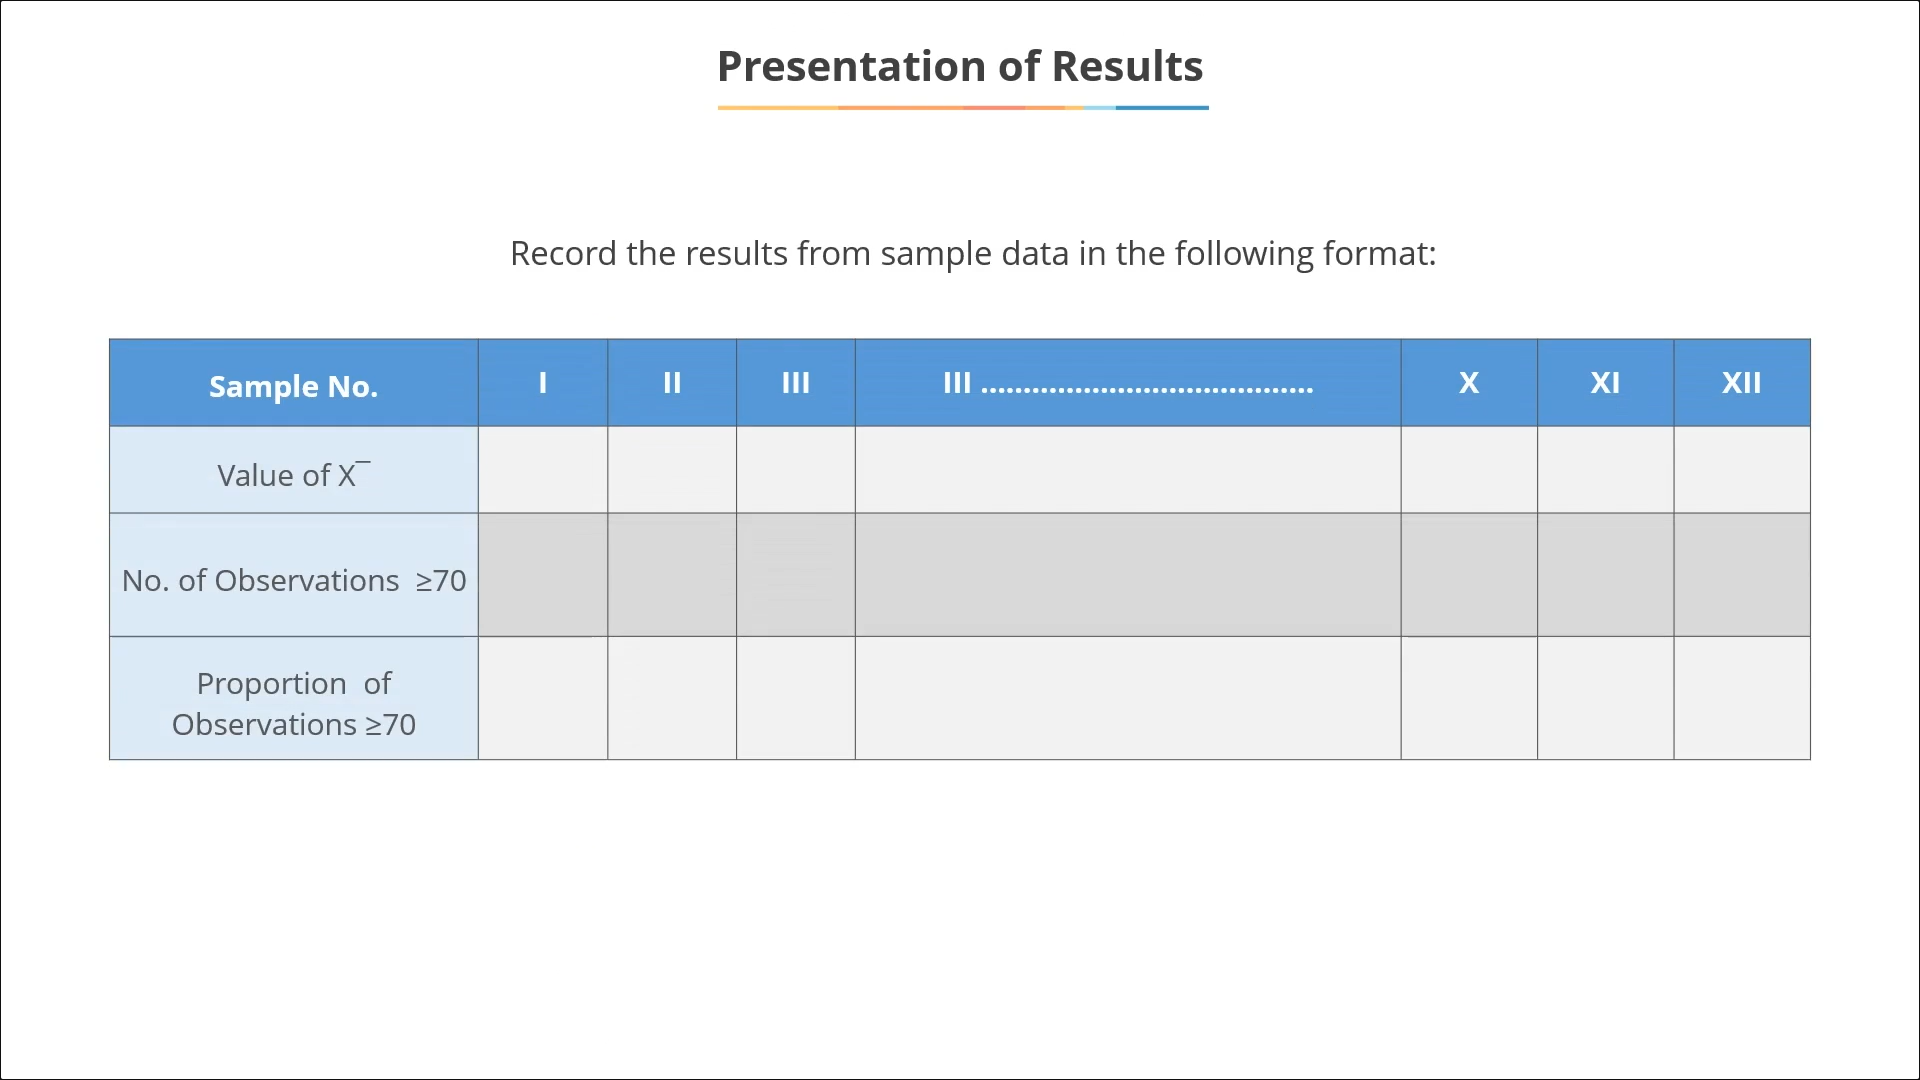 Presentation of Results
Record the results from sample data in the following format:
Sample No. I II III III ....................................... X XI XII
Value of X¯
No. of Observations ≥70
Proportion of
Observations ≥70